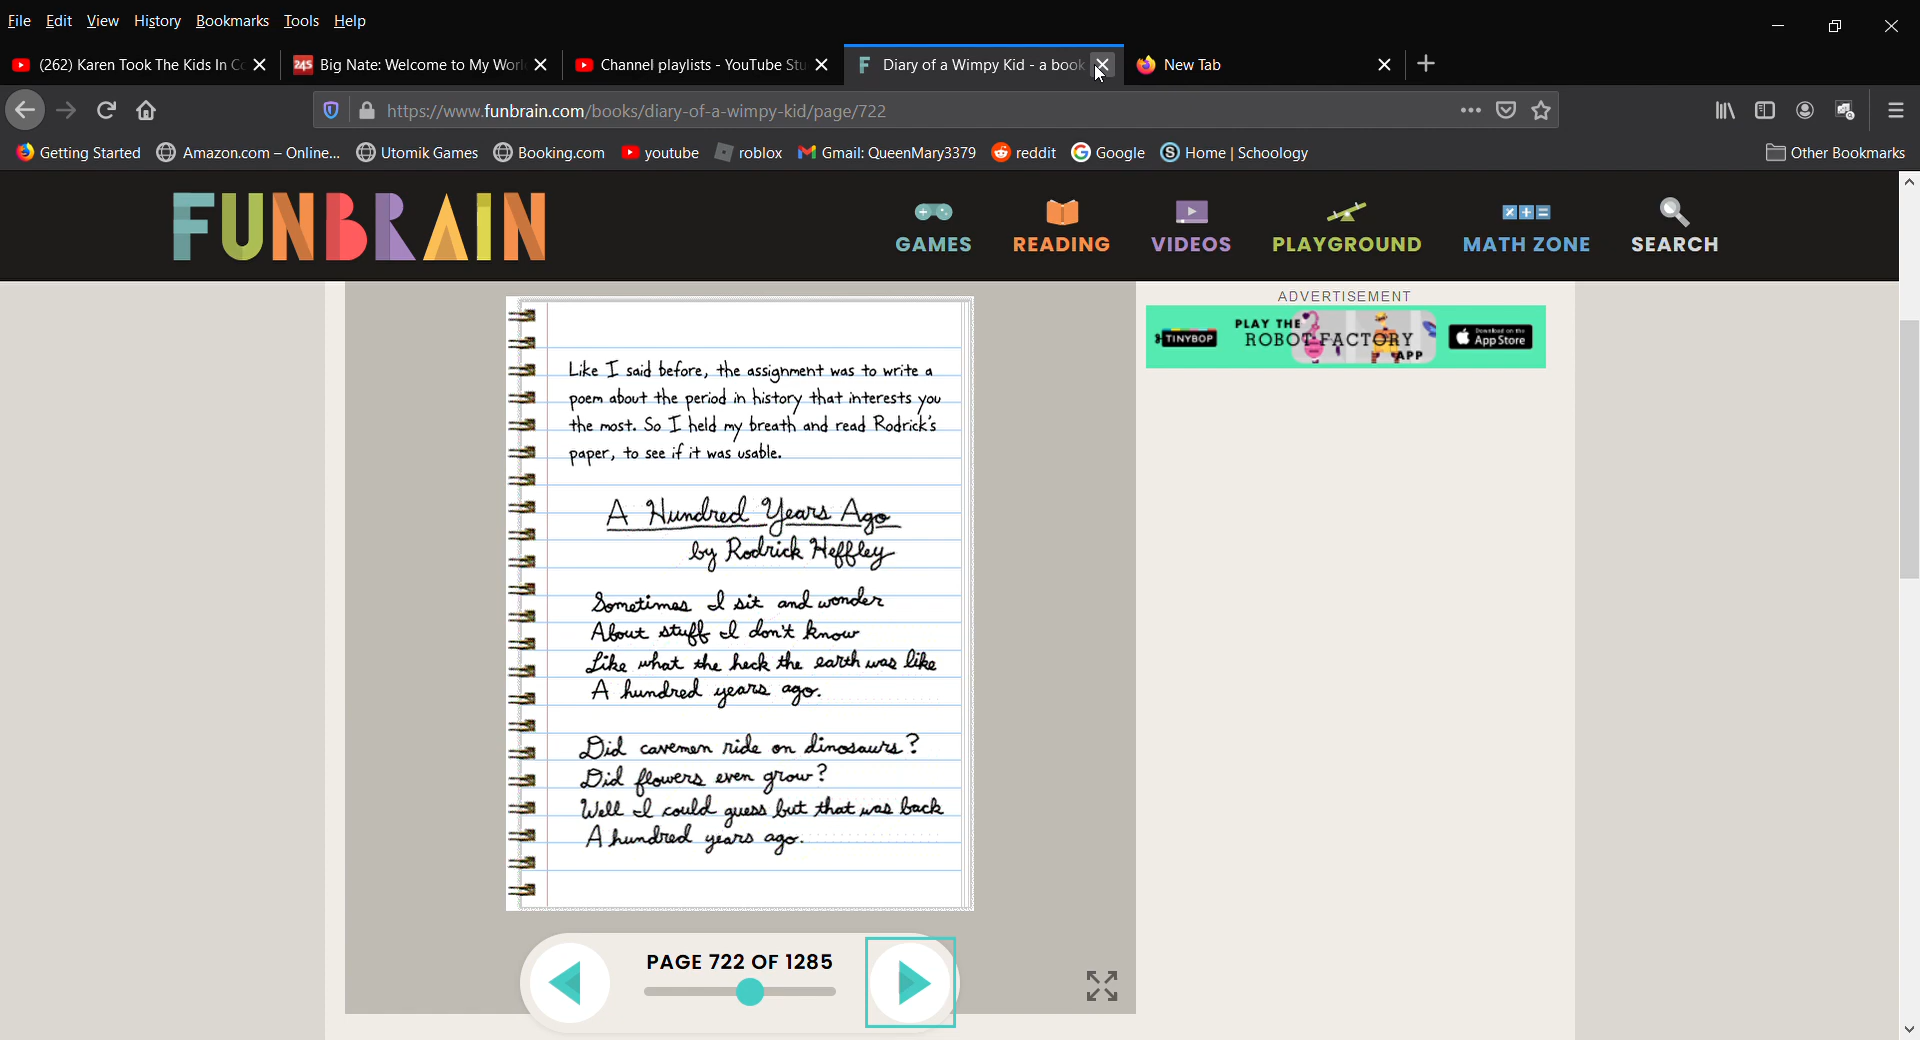 File Edit View History Bookmarks Tools Help
(262) Karen Took The Kids In C
245 Big Nate: Welcome to My Worl
Channel playlists - YouTube Stu
F Diary of a Wimpy Kid - a book
New Tab
https://www.funbrain.com/books/diary-of-a-wimpy-kid/page/722
Getting Started Amazon.com – Online... Utomik Games Booking.com youtube roblox Gmail: QueenMary3379 reddit Google Home | Schoology Other Bookmarks
FUNBRAIN
GAMES READING VIDEOS PLAYGROUND MATH ZONE SEARCH
Like I said before, the assignment was to write a
poem about the period in history that interests you
the most. So I held my breath and read Rodrick's
paper, to see if it was usable.
A Hundred Years Ago
by Rodrick Heffley
Sometimes I sit and wonder
About stuff I don't know
Like what the heck the earth was like
A hundred years ago.
Did cavemen ride on dinosaurs?
Did flowers even grow?
Well I could guess but that was back
A hundred years ago.
PAGE 722 OF 1285
ADVERTISEMENT
TINYBOP
PLAY THE
ROBOT FACTORY
APP
Download on the
App Store